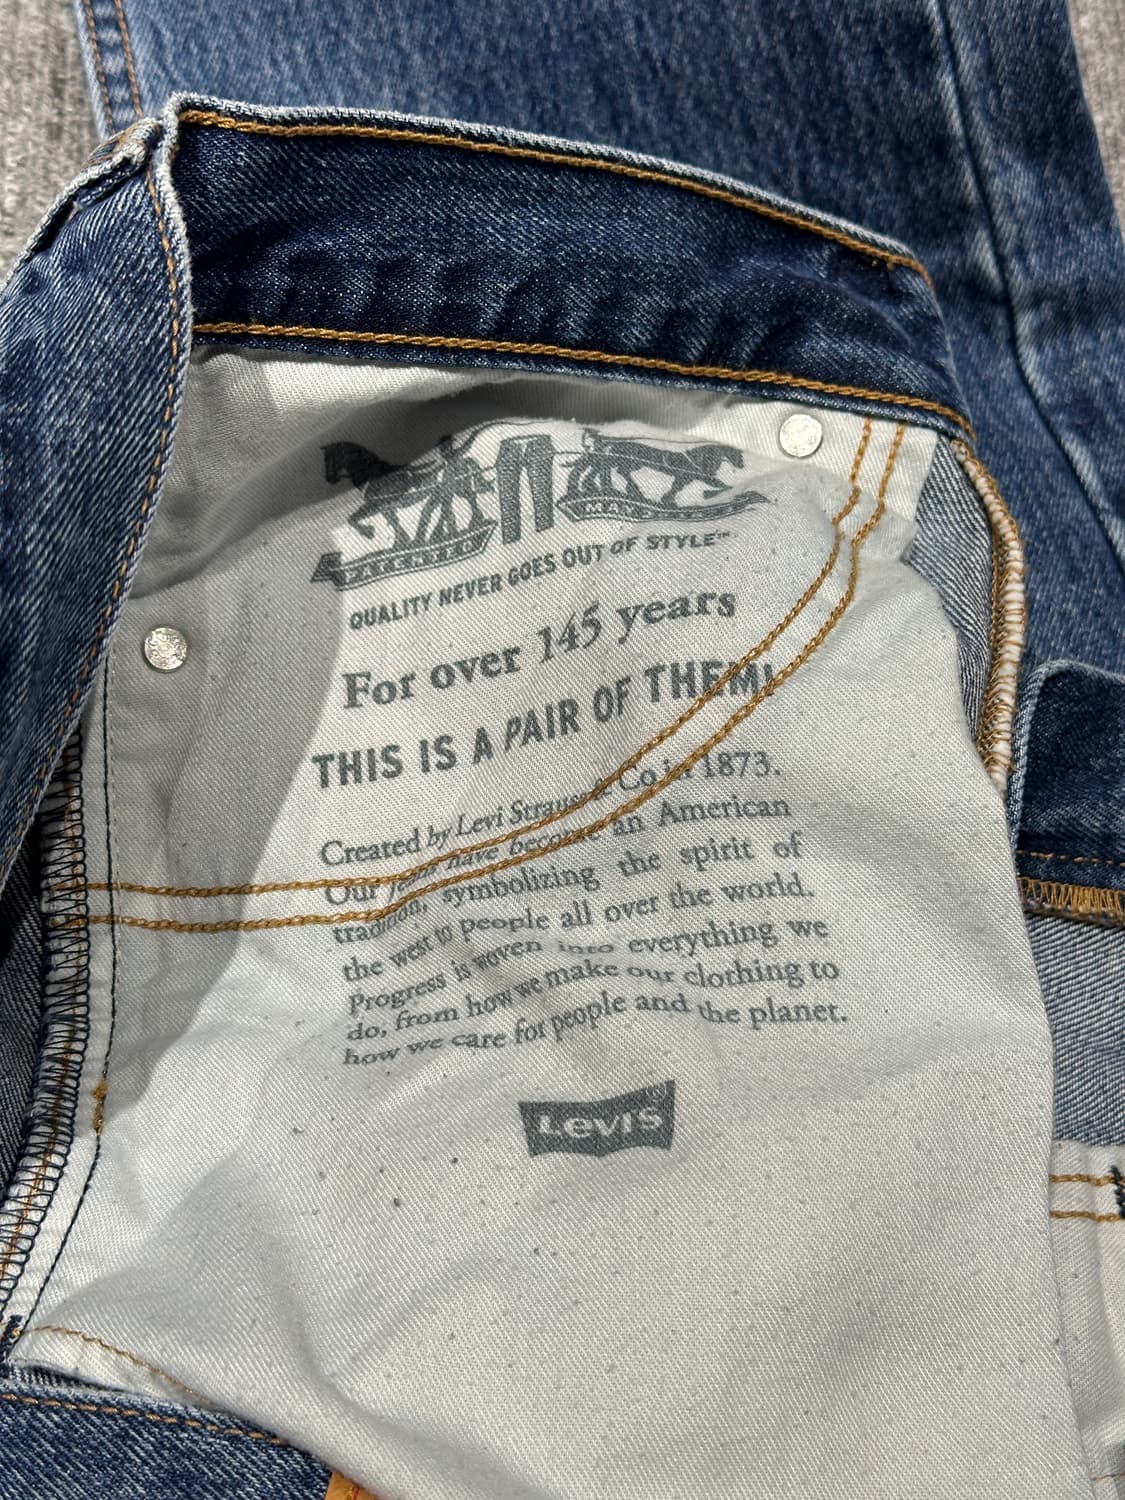 PATENTED
MAY
QUALITY NEVER GOES OUT OF STYLE™
For over 145 years
THIS IS A PAIR OF THEM!
Created by Levi Strauss & Co in 1873.
Our jeans have become an American
tradition, symbolizing the spirit of
the west to people all over the world.
Progress is woven into everything we
do, from how we make our clothing to
how we care for people and the planet.
Levi's®